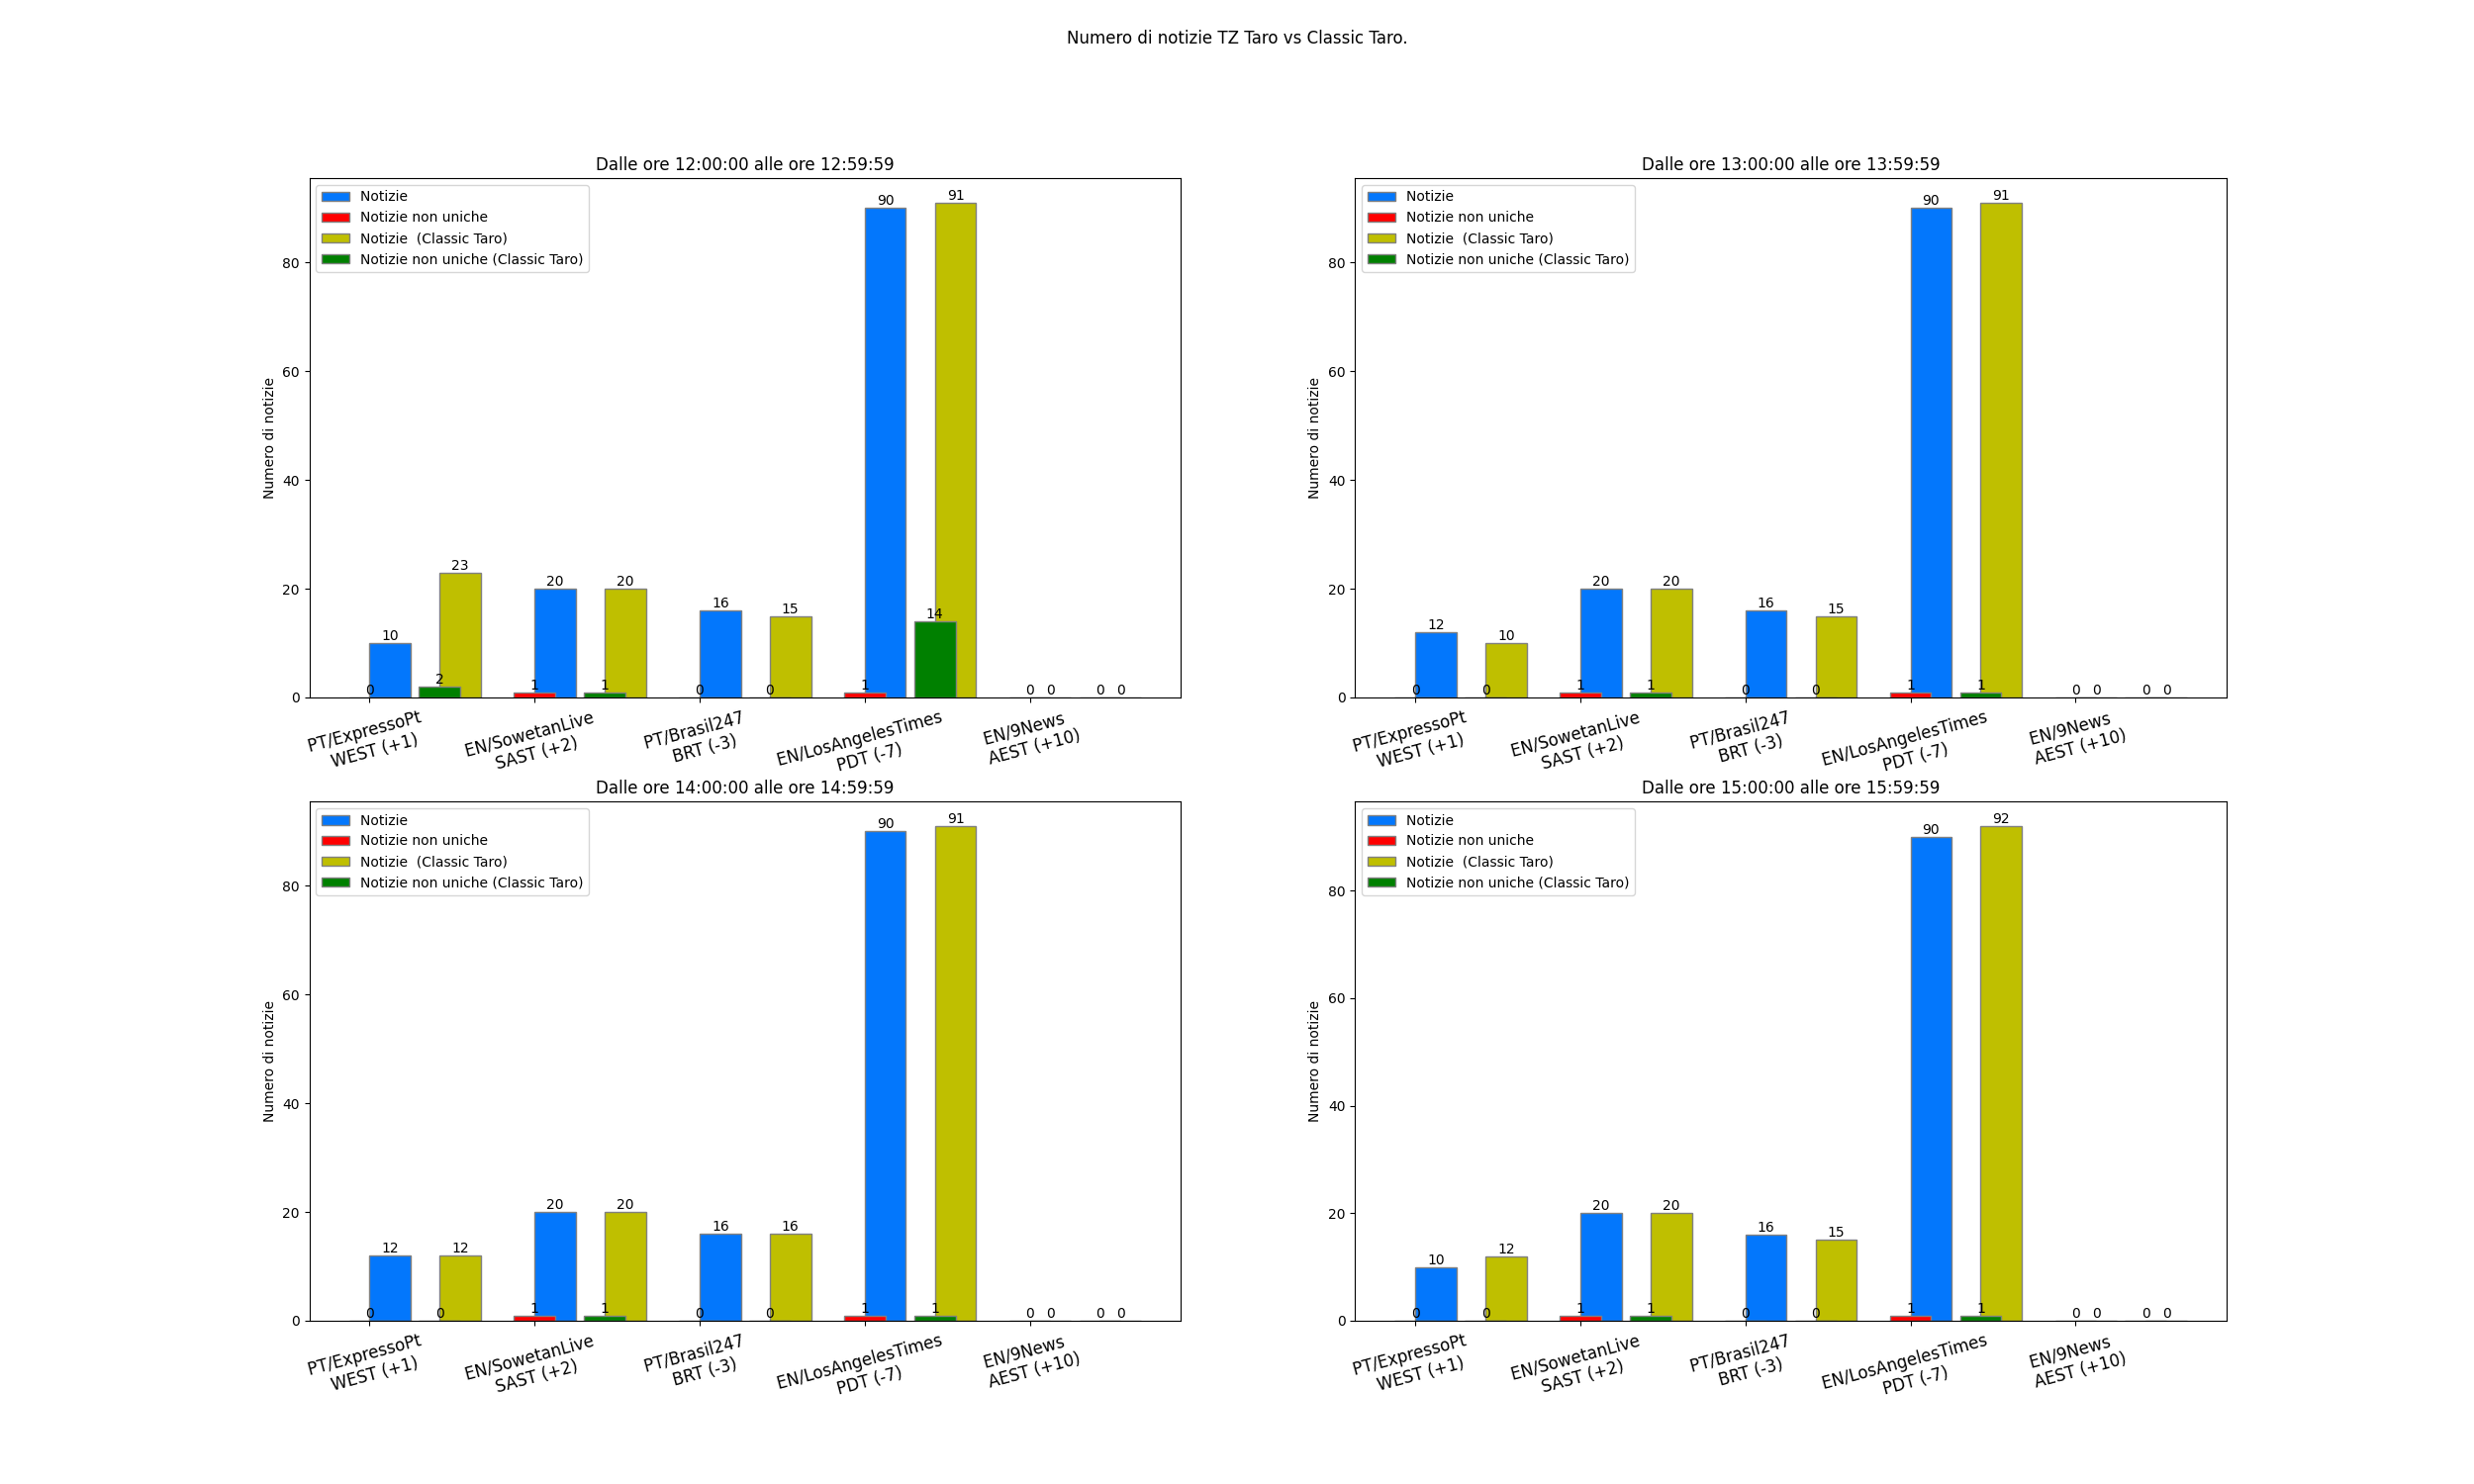 Numero di notizie TZ Taro vs Classic Taro.
Dalle ore 12:00:00 alle ore 12:59:59
Notizie
Notizie non uniche
Notizie  (Classic Taro)
Notizie non uniche (Classic Taro)
Numero di notizie
80
60
40
20
0
10
0
23
2
20
1
20
1
16
0
15
0
90
1
91
14
0
0
0
0
PT/ExpressoPt
WEST (+1)
EN/SowetanLive
SAST (+2)
PT/Brasil247
BRT (-3)
EN/LosAngelesTimes
PDT (-7)
EN/9News
AEST (+10)
Dalle ore 13:00:00 alle ore 13:59:59
Notizie
Notizie non uniche
Notizie  (Classic Taro)
Notizie non uniche (Classic Taro)
Numero di notizie
80
60
40
20
0
12
0
10
0
20
1
20
1
16
0
15
0
90
1
91
1
0
0
0
0
PT/ExpressoPt
WEST (+1)
EN/SowetanLive
SAST (+2)
PT/Brasil247
BRT (-3)
EN/LosAngelesTimes
PDT (-7)
EN/9News
AEST (+10)
Dalle ore 14:00:00 alle ore 14:59:59
Notizie
Notizie non uniche
Notizie  (Classic Taro)
Notizie non uniche (Classic Taro)
Numero di notizie
80
60
40
20
0
12
0
12
0
20
1
20
1
16
0
16
0
90
1
91
1
0
0
0
0
PT/ExpressoPt
WEST (+1)
EN/SowetanLive
SAST (+2)
PT/Brasil247
BRT (-3)
EN/LosAngelesTimes
PDT (-7)
EN/9News
AEST (+10)
Dalle ore 15:00:00 alle ore 15:59:59
Notizie
Notizie non uniche
Notizie  (Classic Taro)
Notizie non uniche (Classic Taro)
Numero di notizie
80
60
40
20
0
10
0
12
0
20
1
20
1
16
0
15
0
90
1
92
1
0
0
0
0
PT/ExpressoPt
WEST (+1)
EN/SowetanLive
SAST (+2)
PT/Brasil247
BRT (-3)
EN/LosAngelesTimes
PDT (-7)
EN/9News
AEST (+10)